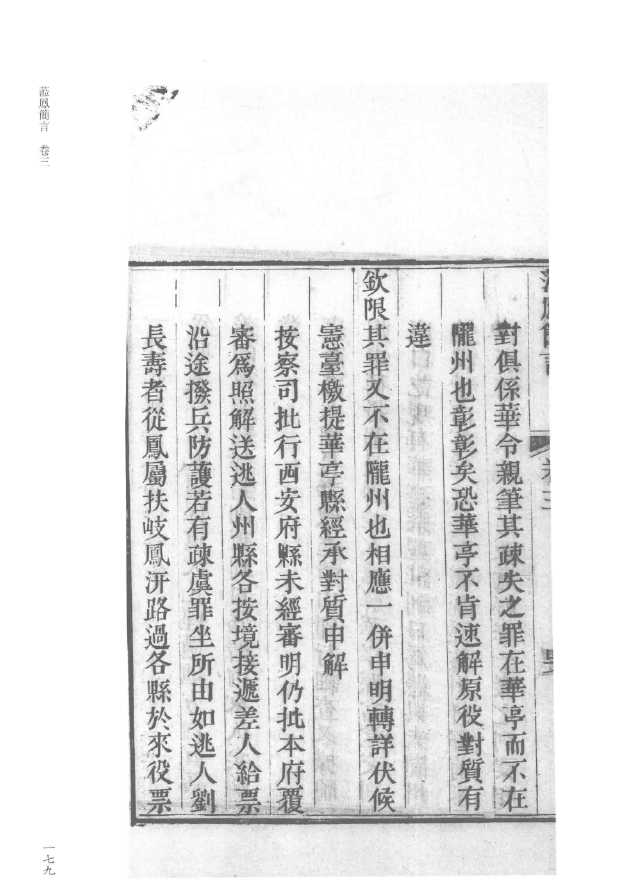 對俱係華令親筆其疎失之罪在華亭而不在
隴州也彰彰矣恐華亭不肯速解原役對質有
違
欽限其罪又不在隴州也相應一併申明轉詳伏候
憲臺檄提華亭縣經承對質申解
按察司批行西安府縣未經審明仍批本府覆
審爲照解送逃人州縣各按境接遞差人給票
沿途撥兵防護若有疎虞罪坐所由如逃人劉
長壽者從鳳屬扶岐鳳汧路過各縣於來役票
鳳簡言 卷三
一七九